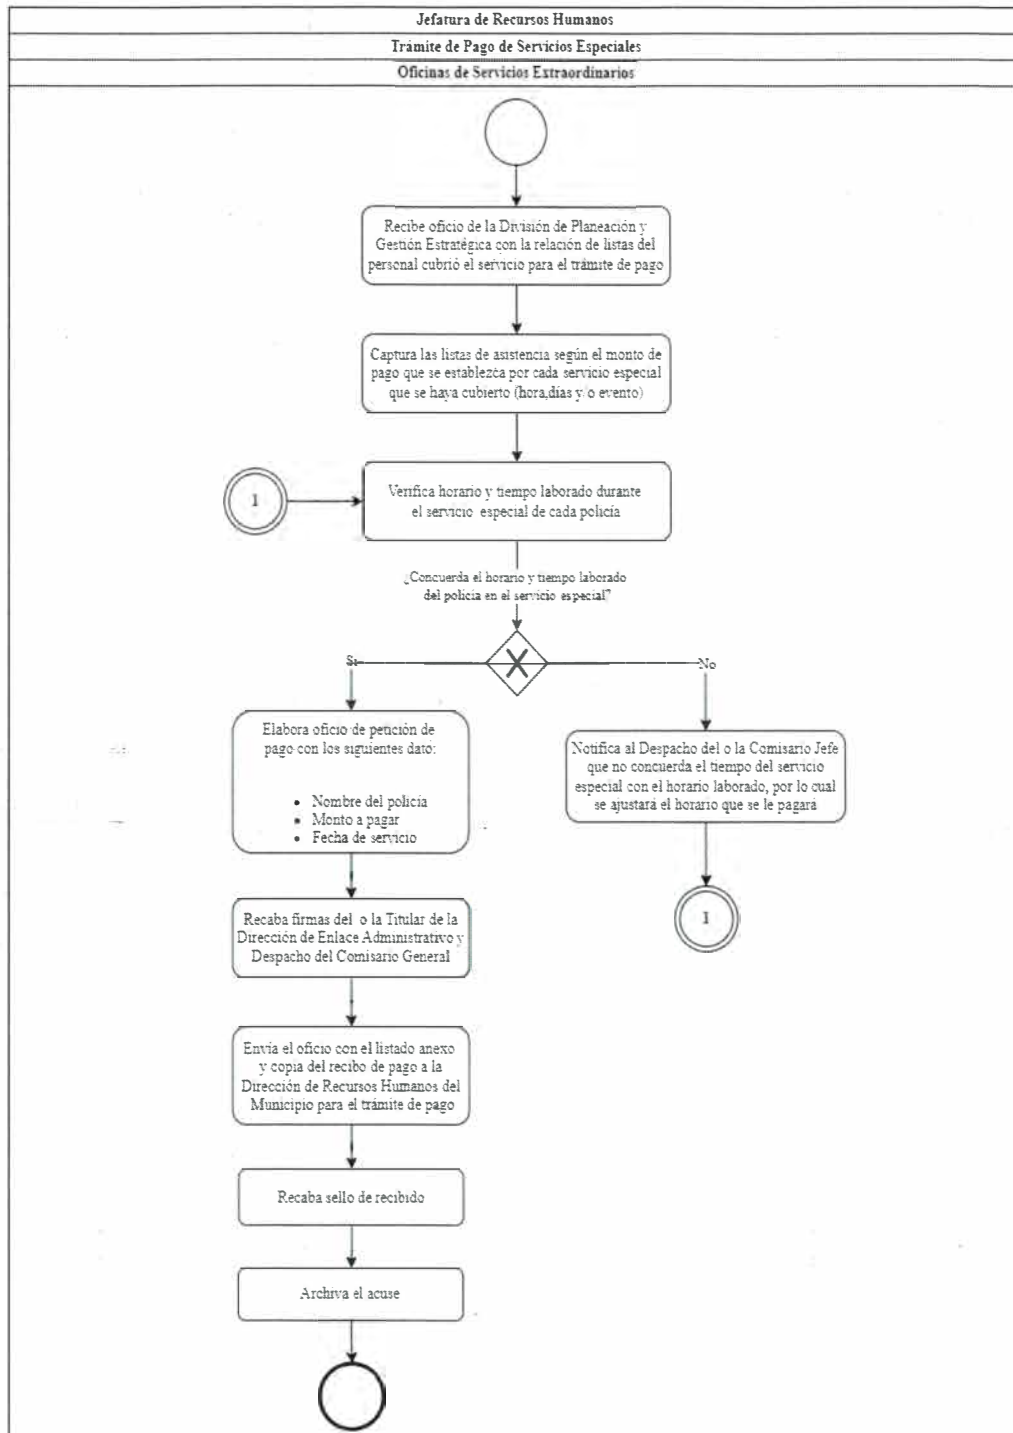 Jefatura de Recursos Humanos
Trámite de Pago de Servicios Especiales
Oficinas de Servicios Extraordinarios
Recibe oficio de la División de Planeación y
Gestión Estratégica con la relación de listas del
personal cubrió el servicio para el trámite de pago
Captura las listas de asistencia según el monto de
pago que se establezca por cada servicio especial
que se haya cubierto (hora,días y/o evento)
1
Verifica horario y tiempo laborado durante
el servicio especial de cada policía
¿Concuerda el horario y tiempo laborado
del policía en el servicio especial?
Si
No
Elabora oficio de petición de
pago con los siguientes dato:
• Nombre del policía
• Monto a pagar
• Fecha de servicio
Notifica al Despacho del o la Comisario Jefe
que no concuerda el tiempo del servicio
especial con el horario laborado, por lo cual
se ajustará el horario que se le pagará
1
Recaba firmas del o la Titular de la
Dirección de Enlace Administrativo y
Despacho del Comisario General
Envía el oficio con el listado anexo
y copia del recibo de pago a la
Dirección de Recursos Humanos del
Municipio para el trámite de pago
Recaba sello de recibido
Archiva el acuse